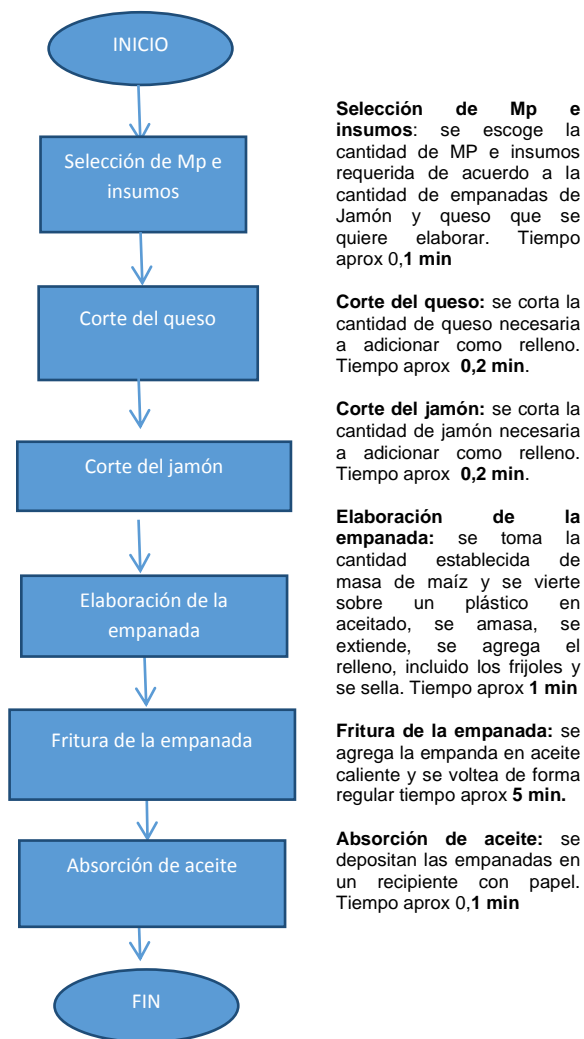 INICIO
Selección de Mp e
insumos
Corte del queso
Corte del jamón
Elaboración de la
empanada
Fritura de la empanada
Absorción de aceite
FIN
Selección de Mp e
insumos: se escoge la
cantidad de MP e insumos
requerida de acuerdo a la
cantidad de empanadas de
Jamón y queso que se
quiere elaborar. Tiempo
aprox 0,1 min
Corte del queso: se corta la
cantidad de queso necesaria
a adicionar como relleno.
Tiempo aprox 0,2 min.
Corte del jamón: se corta la
cantidad de jamón necesaria
a adicionar como relleno.
Tiempo aprox 0,2 min.
Elaboración de la
empanada: se toma la
cantidad establecida de
masa de maíz y se vierte
sobre un plástico en
aceitado, se amasa, se
extiende, se agrega el
relleno, incluido los frijoles y
se sella. Tiempo aprox 1 min
Fritura de la empanada: se
agrega la empanda en aceite
caliente y se voltea de forma
regular tiempo aprox 5 min.
Absorción de aceite: se
depositan las empanadas en
un recipiente con papel.
Tiempo aprox 0,1 min